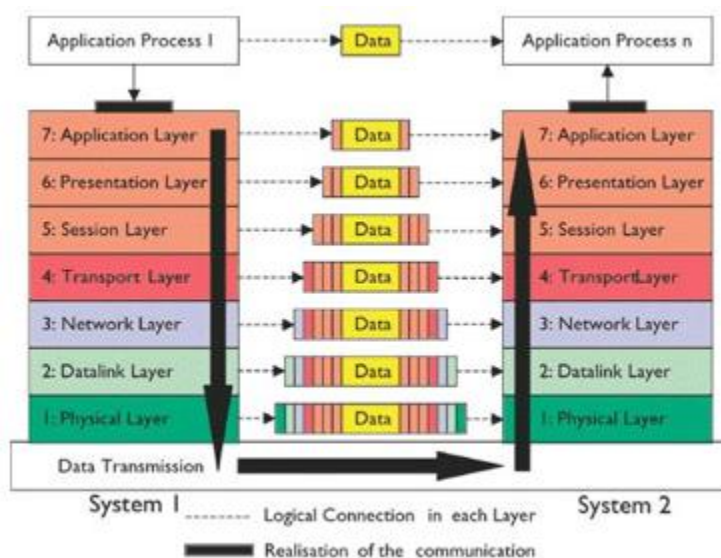 Application Process 1 Data Application Process n
7: Application Layer Data 7: Application Layer
6: Presentation Layer Data 6: Presentation Layer
5: Session Layer Data 5: Session Layer
4: Transport Layer Data 4: TransportLayer
3: Network Layer Data 3: Network Layer
2: Datalink Layer Data 2: Datalink Layer
1: Physical Layer Data 1: Physical Layer
Data Transmission
System 1 System 2
Logical Connection in each Layer
Realisation of the communication